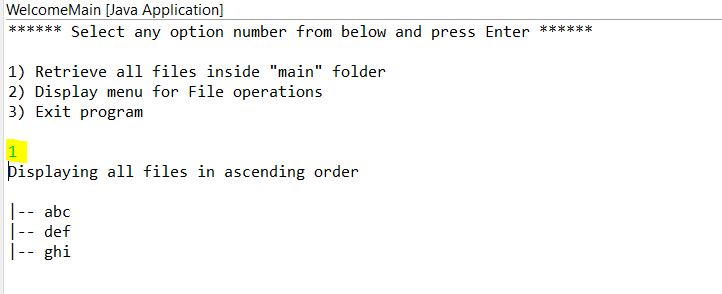 WelcomeMain [Java Application]
****** Select any option number from below and press Enter ******
1) Retrieve all files inside "main" folder
2) Display menu for File operations
3) Exit program
1
Displaying all files in ascending order
|-- abc
|-- def
|-- ghi